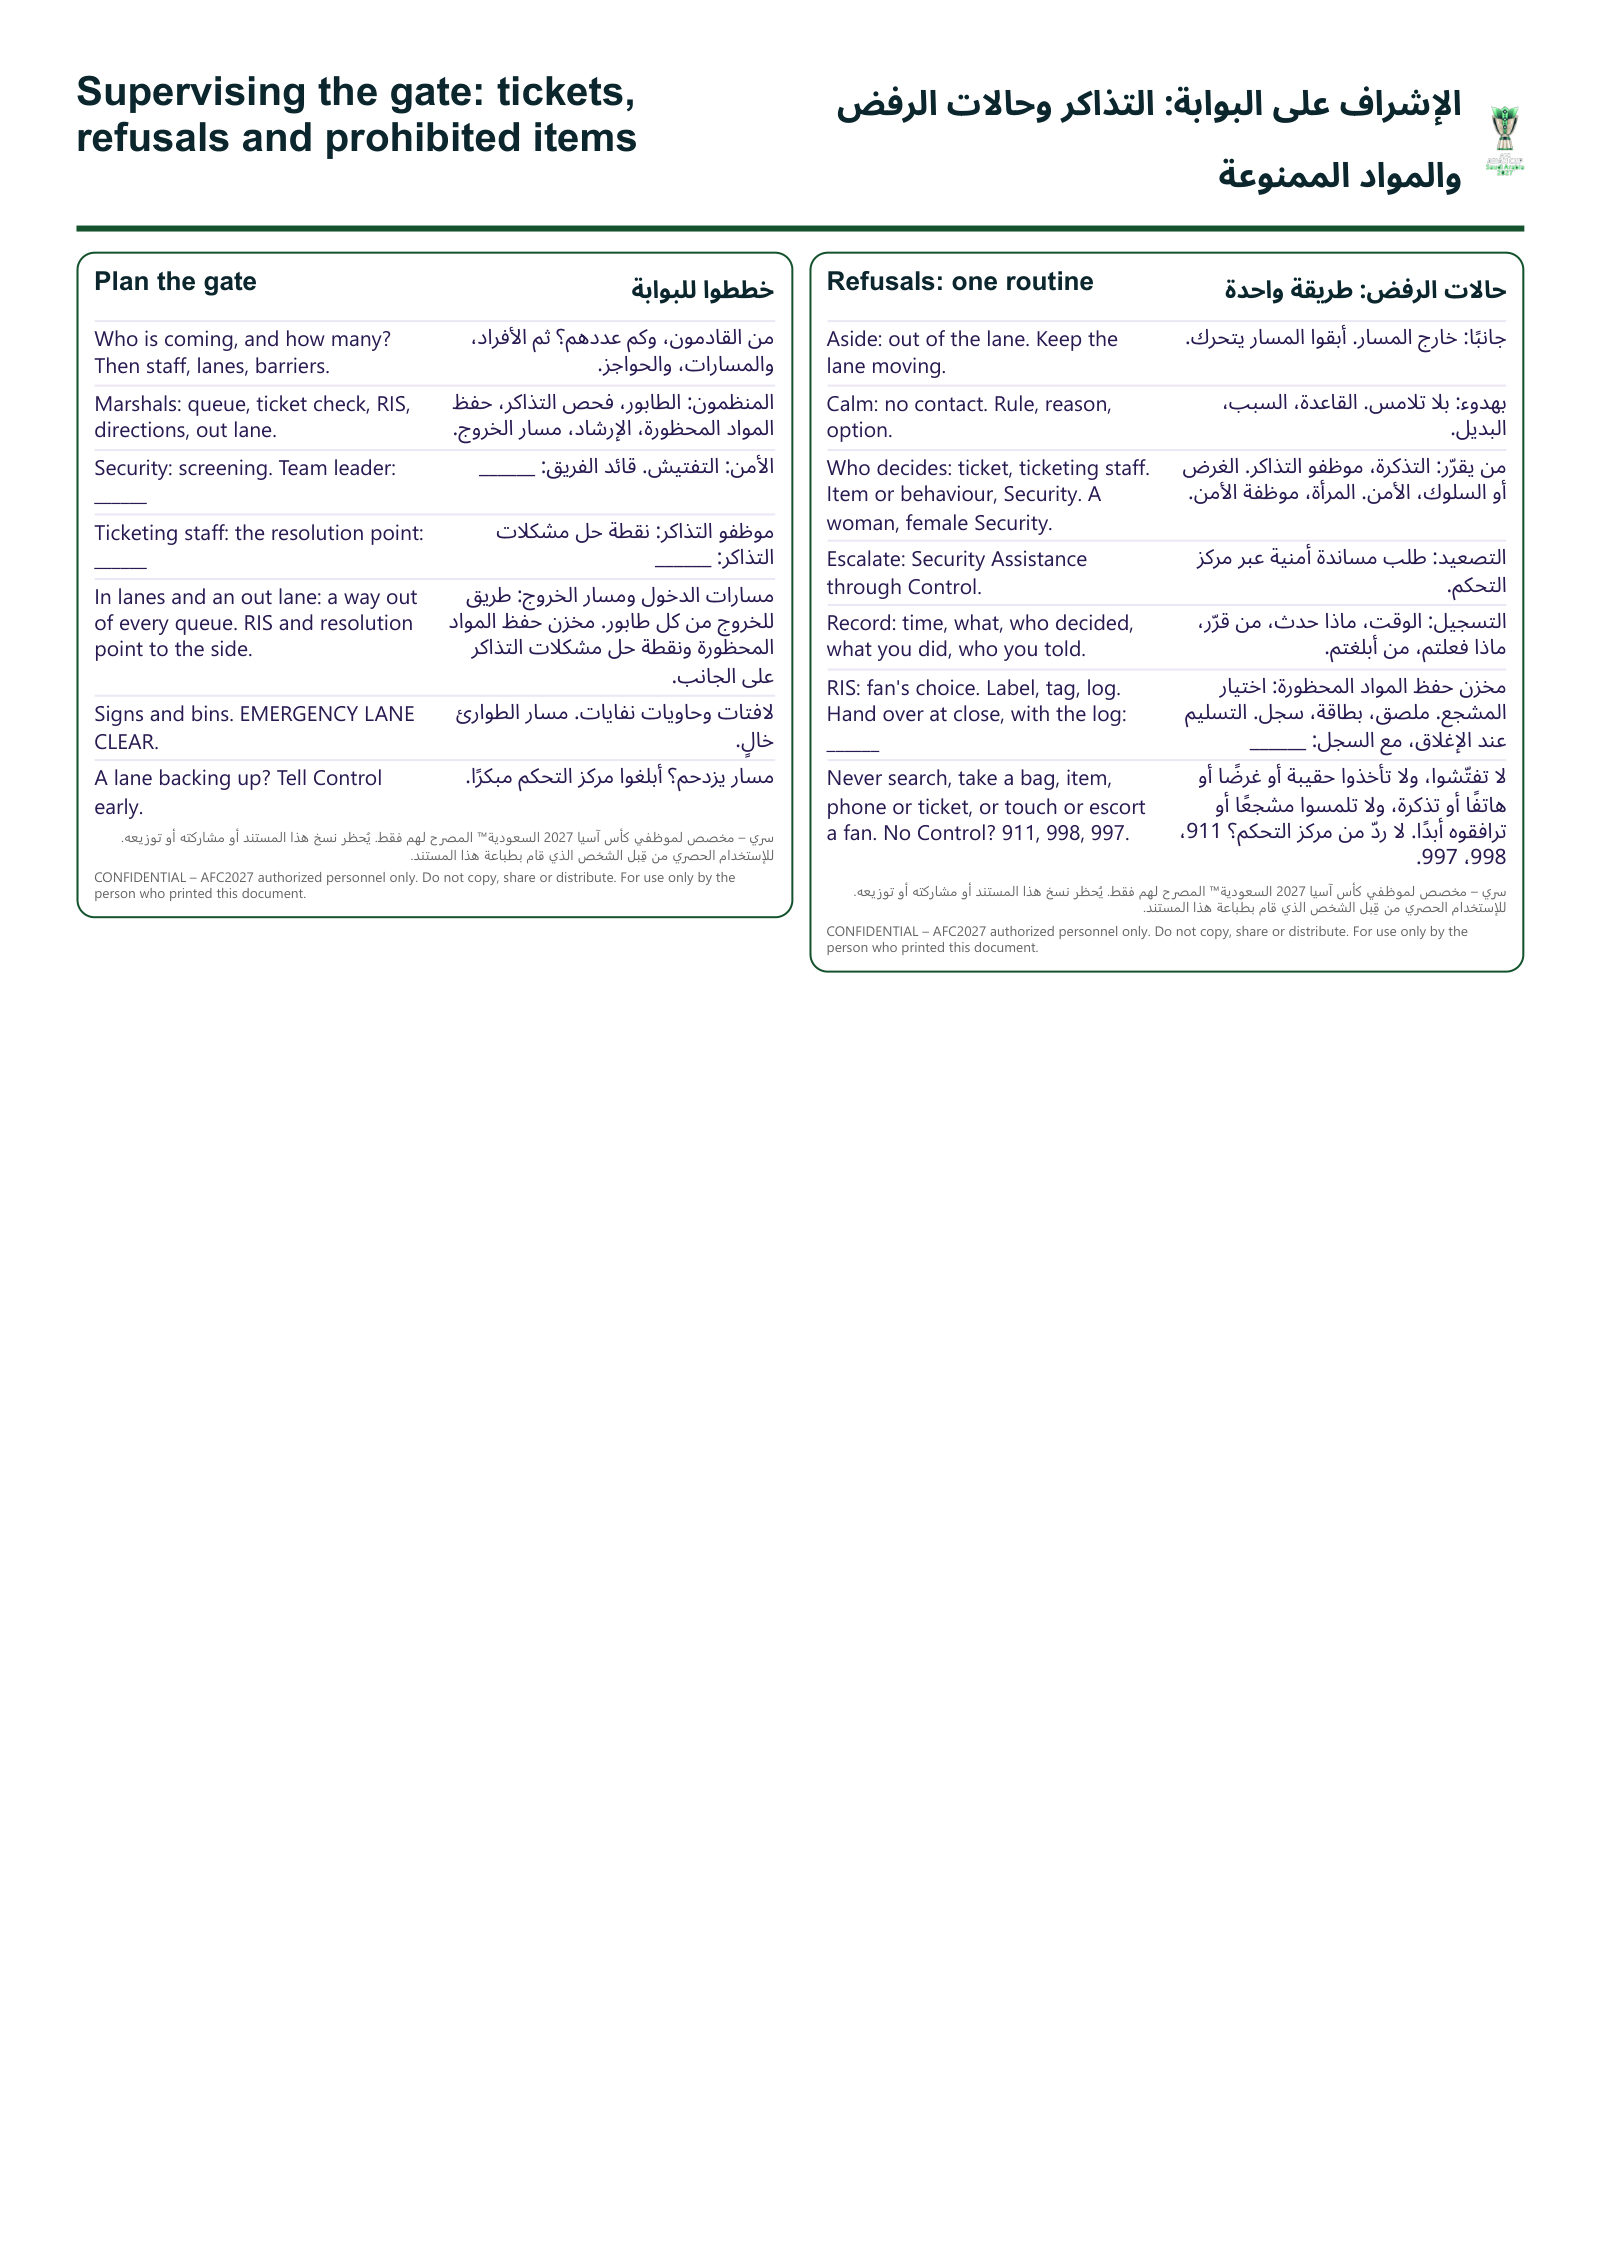 Supervising the gate: tickets,
refusals and prohibited items
الإشراف على البوابة: التذاكر وحالات الرفض
والمواد الممنوعة
Saudi Arabia
2027
Plan the gate
خططوا للبوابة
Who is coming, and how many?
Then staff, lanes, barriers.
من القادمون، وكم عددهم؟ ثم الأفراد،
والمسارات، والحواجز.
Marshals: queue, ticket check, RIS,
directions, out lane.
المنظمون: الطابور، فحص التذاكر، حفظ
المواد المحظورة، الإرشاد، مسار الخروج.
Security: screening. Team leader:
______
الأمن: التفتيش. قائد الفريق: ______
Ticketing staff: the resolution point:
______
موظفو التذاكر: نقطة حل مشكلات
التذاكر: ______
In lanes and an out lane: a way out
of every queue. RIS and resolution
point to the side.
مسارات الدخول ومسار الخروج: طريق
للخروج من كل طابور. مخزن حفظ المواد
المحظورة ونقطة حل مشكلات التذاكر
على الجانب.
Signs and bins. EMERGENCY LANE
CLEAR.
لافتات وحاويات نفايات. مسار الطوارئ
خالٍ.
A lane backing up? Tell Control
early.
مسار يزدحم؟ أبلغوا مركز التحكم مبكرًا.
سري – مخصص لموظفي كأس آسيا 2027 السعودية™ المصرح لهم فقط. يُحظر نسخ هذا المستند أو مشاركته أو توزيعه.
للإستخدام الحصري من قِبل الشخص الذي قام بطباعة هذا المستند.
CONFIDENTIAL – AFC2027 authorized personnel only. Do not copy, share or distribute. For use only by the
person who printed this document.
Refusals: one routine
حالات الرفض: طريقة واحدة
Aside: out of the lane. Keep the
lane moving.
جانبًا: خارج المسار. أبقوا المسار يتحرك.
Calm: no contact. Rule, reason,
option.
بهدوء: بلا تلامس. القاعدة، السبب،
البديل.
Who decides: ticket, ticketing staff.
Item or behaviour, Security. A
woman, female Security.
من يقرّر: التذكرة، موظفو التذاكر. الغرض
أو السلوك، الأمن. المرأة، موظفة الأمن.
Escalate: Security Assistance
through Control.
التصعيد: طلب مساندة أمنية عبر مركز
التحكم.
Record: time, what, who decided,
what you did, who you told.
التسجيل: الوقت، ماذا حدث، من قرّر،
ماذا فعلتم، من أبلغتم.
RIS: fan's choice. Label, tag, log.
Hand over at close, with the log:
______
مخزن حفظ المواد المحظورة: اختيار
المشجع. ملصق، بطاقة، سجل. التسليم
عند الإغلاق، مع السجل: ______
Never search, take a bag, item,
phone or ticket, or touch or escort
a fan. No Control? 911, 998, 997.
لا تفتّشوا، ولا تأخذوا حقيبة أو غرضًا أو
هاتفًا أو تذكرة، ولا تلمسوا مشجعًا أو
ترافقوه أبدًا. لا ردّ من مركز التحكم؟ 911،
998، 997.
سري – مخصص لموظفي كأس آسيا 2027 السعودية™ المصرح لهم فقط. يُحظر نسخ هذا المستند أو مشاركته أو توزيعه.
للإستخدام الحصري من قِبل الشخص الذي قام بطباعة هذا المستند.
CONFIDENTIAL – AFC2027 authorized personnel only. Do not copy, share or distribute. For use only by the
person who printed this document.